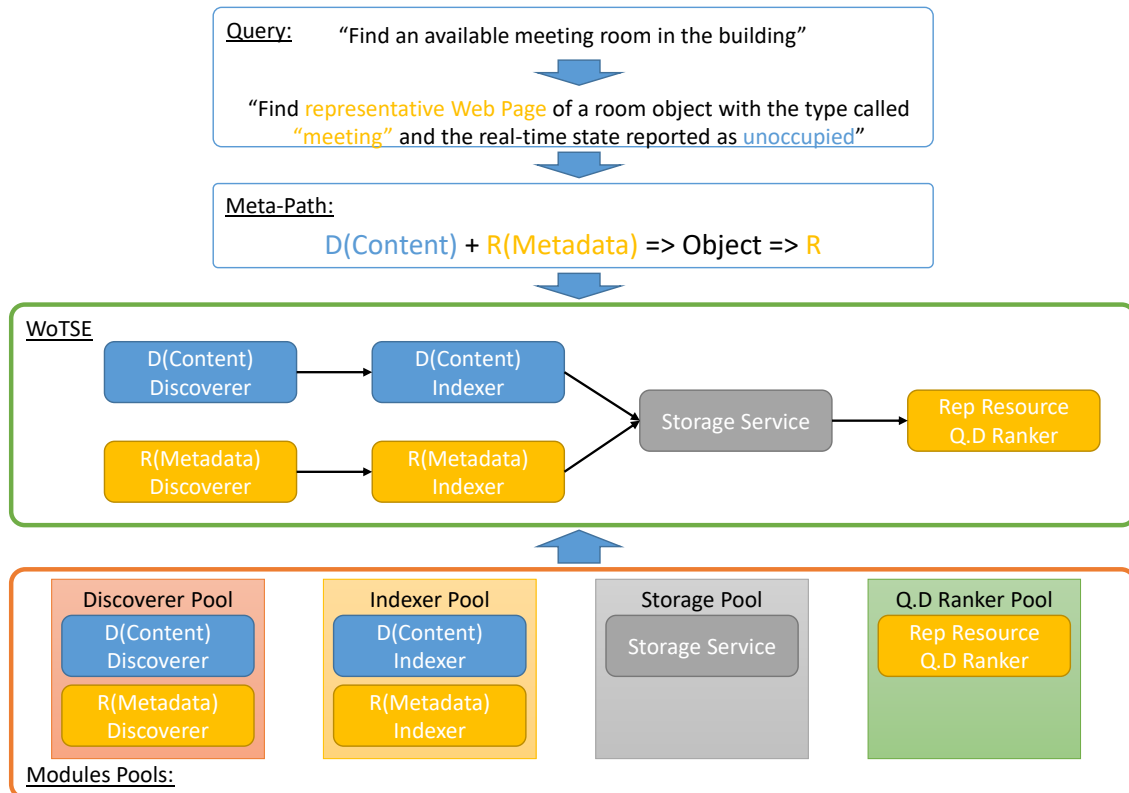 Query: “Find an available meeting room in the building”
“Find representative Web Page of a room object with the type called
“meeting” and the real-time state reported as unoccupied”
Meta-Path:
D(Content) + R(Metadata) => Object => R
WoTSE
D(Content)
Discoverer
D(Content)
Indexer
R(Metadata)
Discoverer
R(Metadata)
Indexer
Storage Service
Rep Resource
Q.D Ranker
Discoverer Pool
D(Content)
Discoverer
R(Metadata)
Discoverer
Indexer Pool
D(Content)
Indexer
R(Metadata)
Indexer
Storage Pool
Storage Service
Q.D Ranker Pool
Rep Resource
Q.D Ranker
Modules Pools: